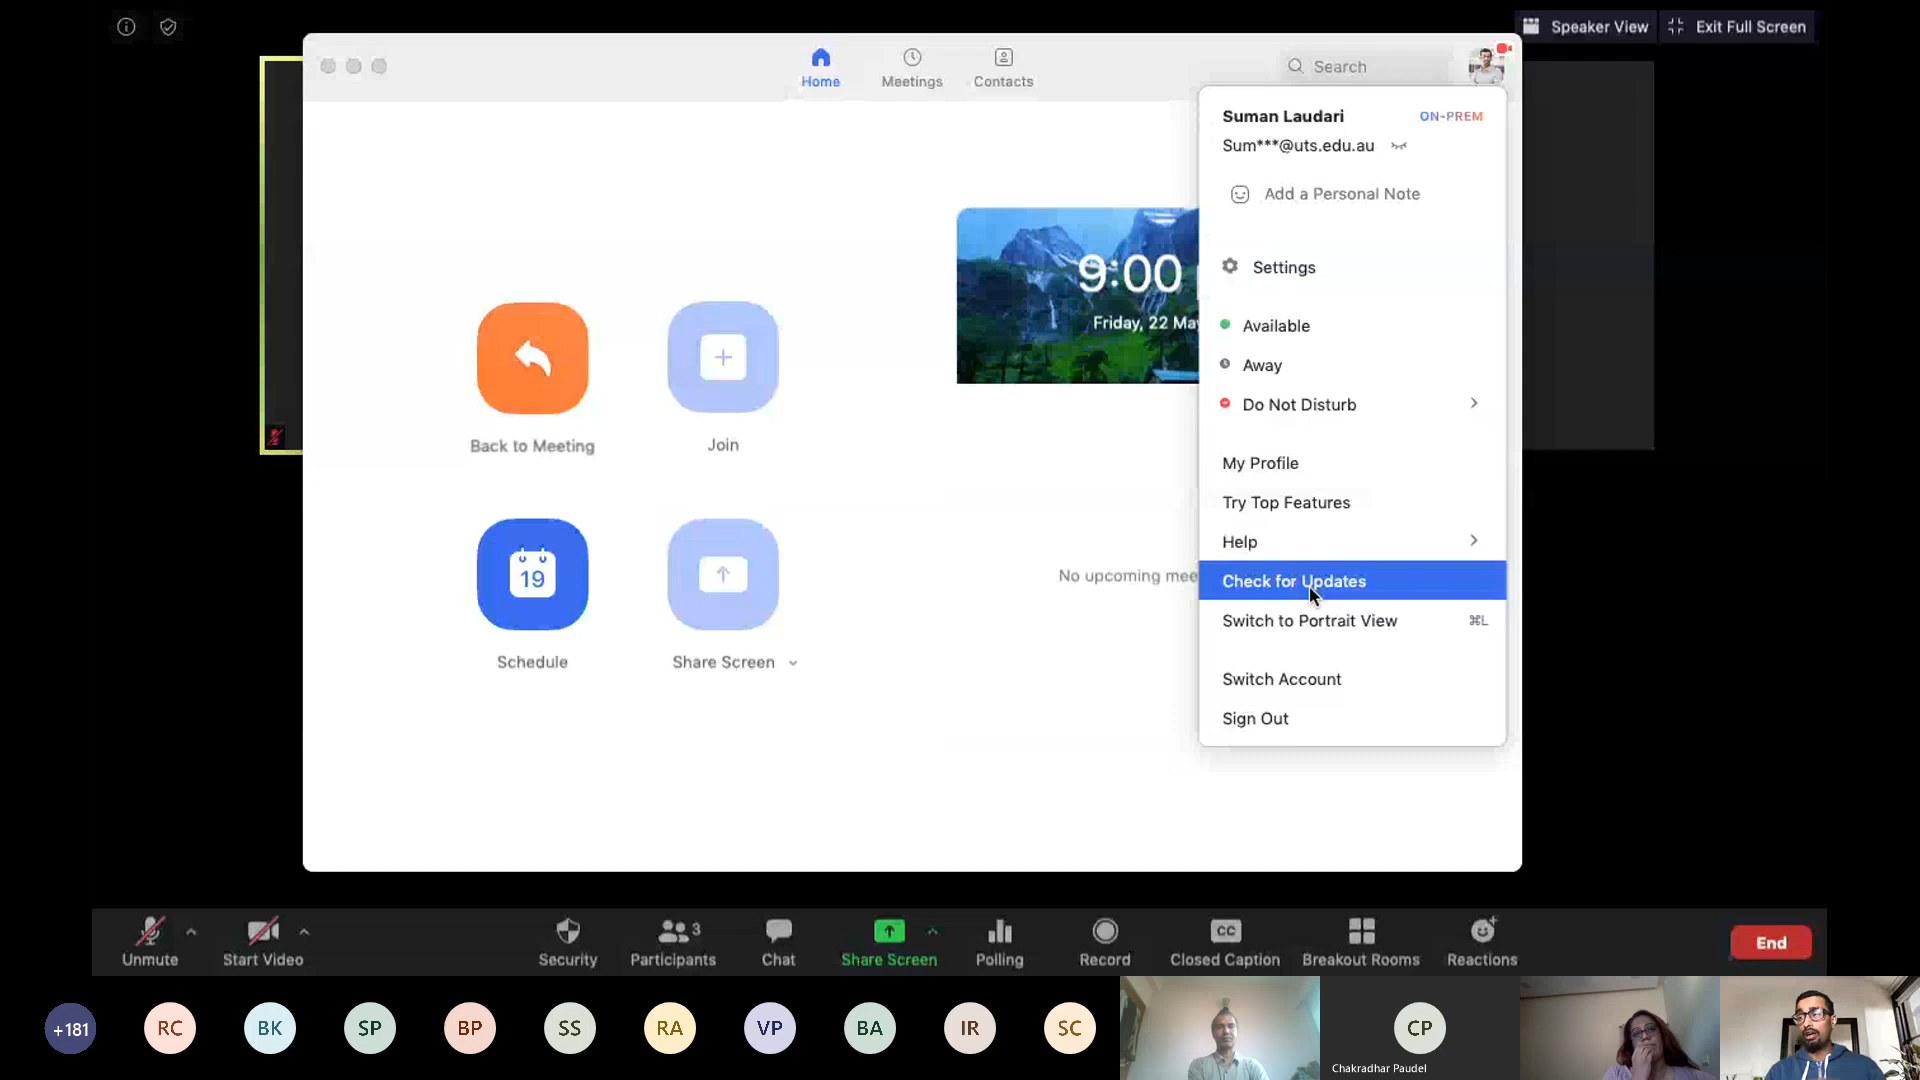 Speaker View
Exit Full Screen
Home
Meetings
Contacts
Search
Suman Laudari
ON-PREM
Sum***@uts.edu.au
Add a Personal Note
Settings
9:00
Friday, 22 May
Available
Away
Do Not Disturb
Back to Meeting
Join
My Profile
Try Top Features
Help
No upcoming mee
Check for Updates
Switch to Portrait View
⌘L
19
Schedule
Share Screen
Switch Account
Sign Out
3
CC
Unmute
Start Video
Security
Participants
Chat
Share Screen
Polling
Record
Closed Caption
Breakout Rooms
Reactions
End
+181
RC
BK
SP
BP
SS
RA
VP
BA
IR
SC
CP
Chakradhar Paudel